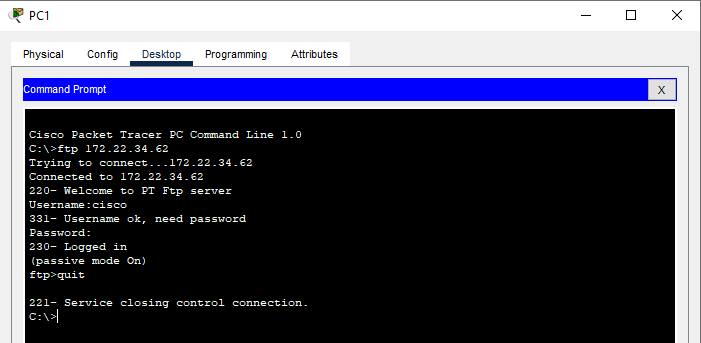 PC1
Physical Config Desktop Programming Attributes
Command Prompt X
Cisco Packet Tracer PC Command Line 1.0
C:\>ftp 172.22.34.62
Trying to connect...172.22.34.62
Connected to 172.22.34.62
220- Welcome to PT Ftp server
Username:cisco
331- Username ok, need password
Password:
230- Logged in
(passive mode On)
ftp>quit
221- Service closing control connection.
C:\>